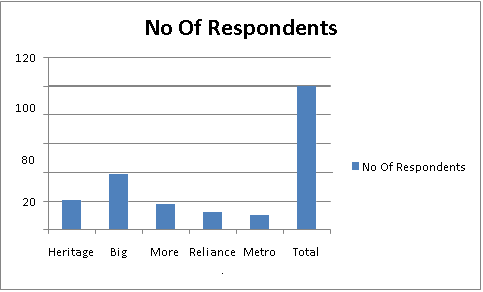 No Of Respondents
120
100
80
20
No Of Respondents
Heritage Big More Reliance Metro Total
.